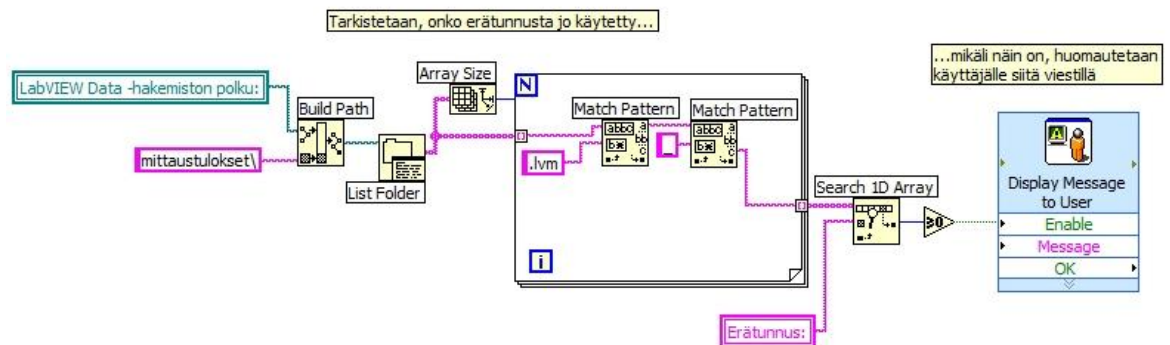 Tarkistetaan, onko erätunnusta jo käytetty...
...mikäli näin on, huomautetaan
käyttäjälle siitä viestillä
LabVIEW Data -hakemiston polku:
Build Path
Array Size
N
Match Pattern
Match Pattern
mittaustulokset\
List Folder
.lvm
_
Search 1D Array
≥0
Display Message
to User
Enable
Message
OK
i
Erätunnus: